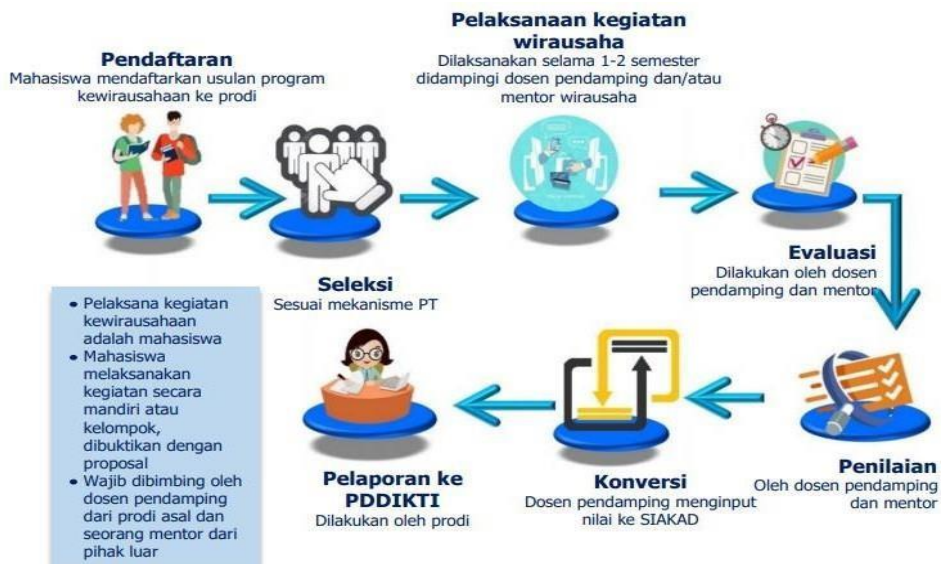 Pendaftaran
Mahasiswa mendaftarkan usulan program
kewirausahaan ke prodi
Pelaksanaan kegiatan
wirausaha
Dilaksanakan selama 1-2 semester
didampingi dosen pendamping dan/atau
mentor wirausaha
Seleksi
Sesuai mekanisme PT
Evaluasi
Dilakukan oleh dosen
pendamping dan mentor
• Pelaksana kegiatan
kewirausahaan
adalah mahasiswa
• Mahasiswa
melaksanakan
kegiatan secara
mandiri atau
kelompok,
dibuktikan dengan
proposal
• Wajib dibimbing oleh
dosen pendamping
dari prodi asal dan
seorang mentor dari
pihak luar
Pelaporan ke
PDDIKTI
Dilakukan oleh prodi
Konversi
Dosen pendamping menginput
nilai ke SIAKAD
Penilaian
Oleh dosen pendamping
dan mentor